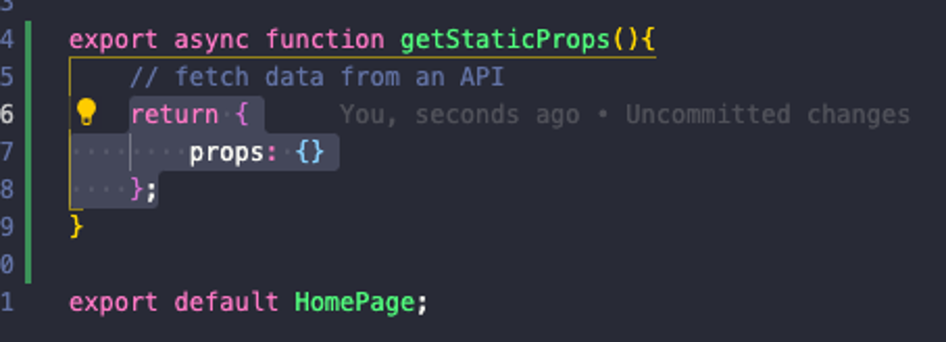 3
4 export async function getStaticProps(){
5 // fetch data from an API
6 return { You, seconds ago • Uncommitted changes
7 props: {}
8 };
9 }
0
1 export default HomePage;